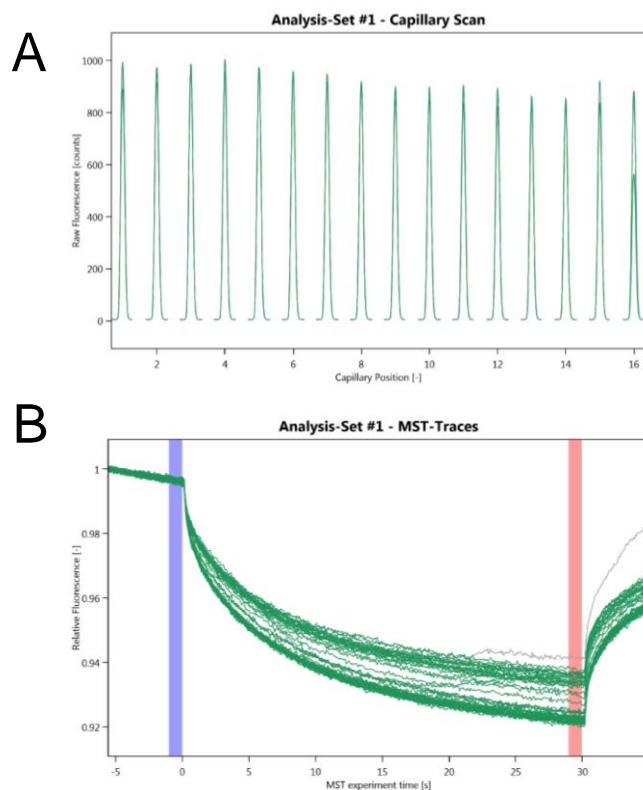 A
Analysis-Set #1 - Capillary Scan
Raw Fluorescence [counts]
1000
800
600
400
200
0
2 4 6 8 10 12 14 16
Capillary Position [-]
B
Analysis-Set #1 - MST-Traces
Relative Fluorescence [-]
1
0.98
0.96
0.94
0.92
-5 0 5 10 15 20 25 30
MST experiment time [s]